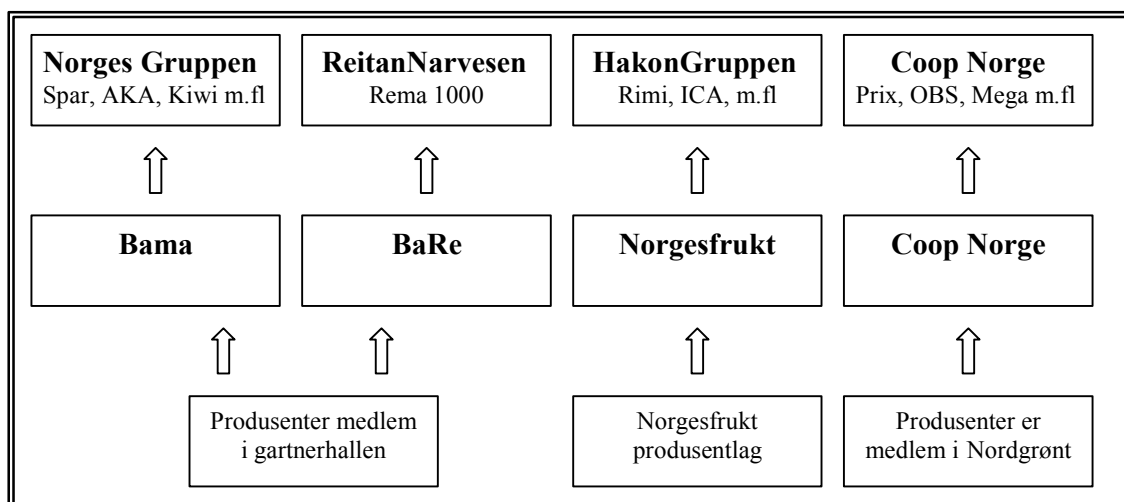 Norges Gruppen
Spar, AKA, Kiwi m.fl
ReitanNarvesen
Rema 1000
HakonGruppen
Rimi, ICA, m.fl
Coop Norge
Prix, OBS, Mega m.fl
Bama
BaRe
Norgesfrukt
Coop Norge
Produsenter medlem
i gartnerhallen
Norgesfrukt
produsentlag
Produsenter er
medlem i Nordgrønt